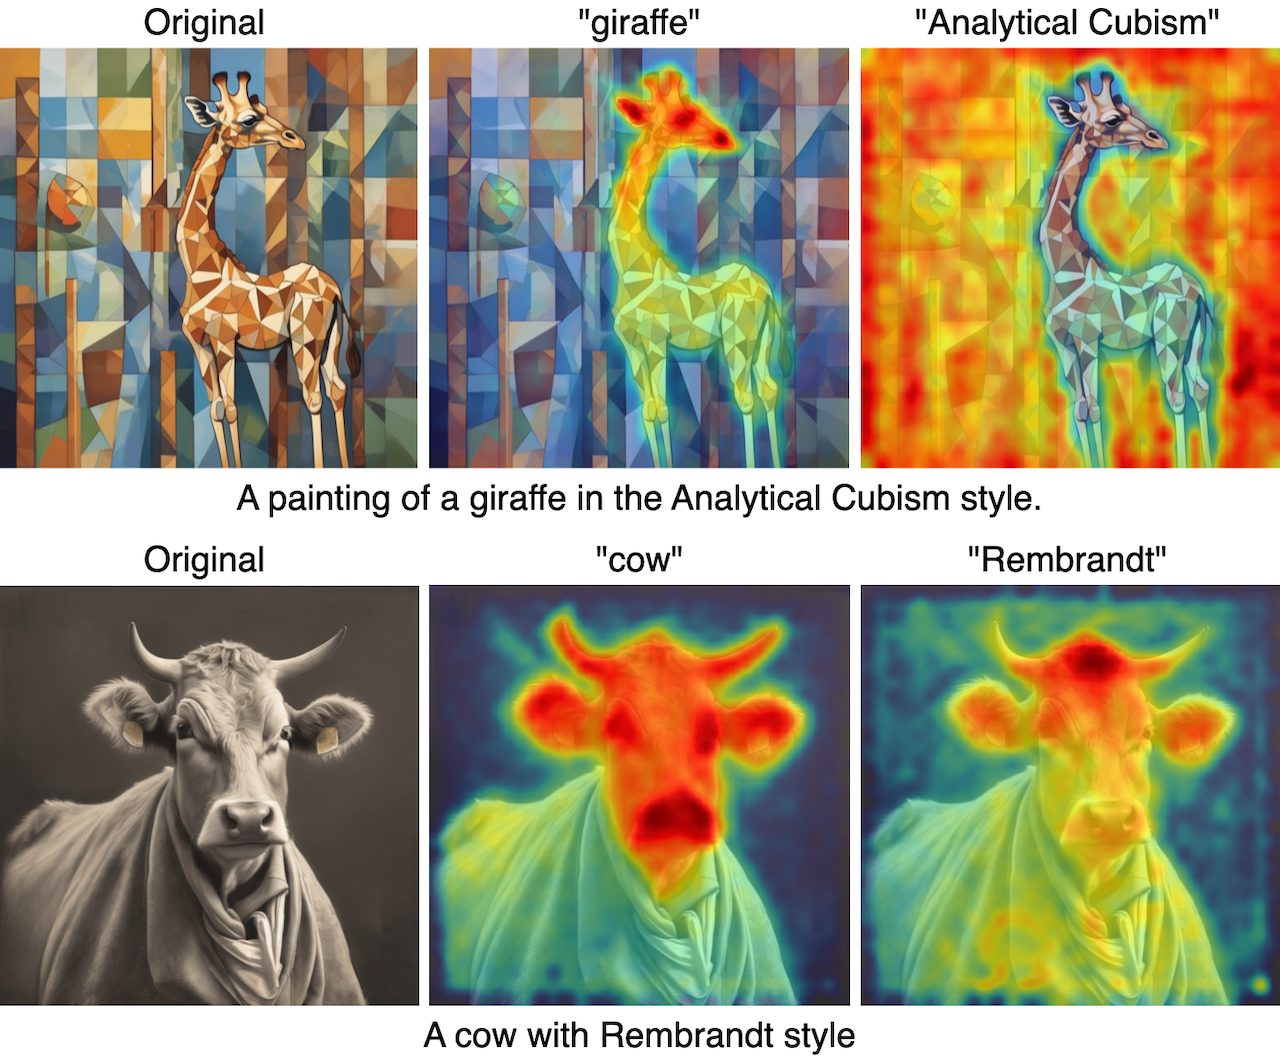 Original "giraffe" "Analytical Cubism"
A painting of a giraffe in the Analytical Cubism style.
Original "cow" "Rembrandt"
A cow with Rembrandt style